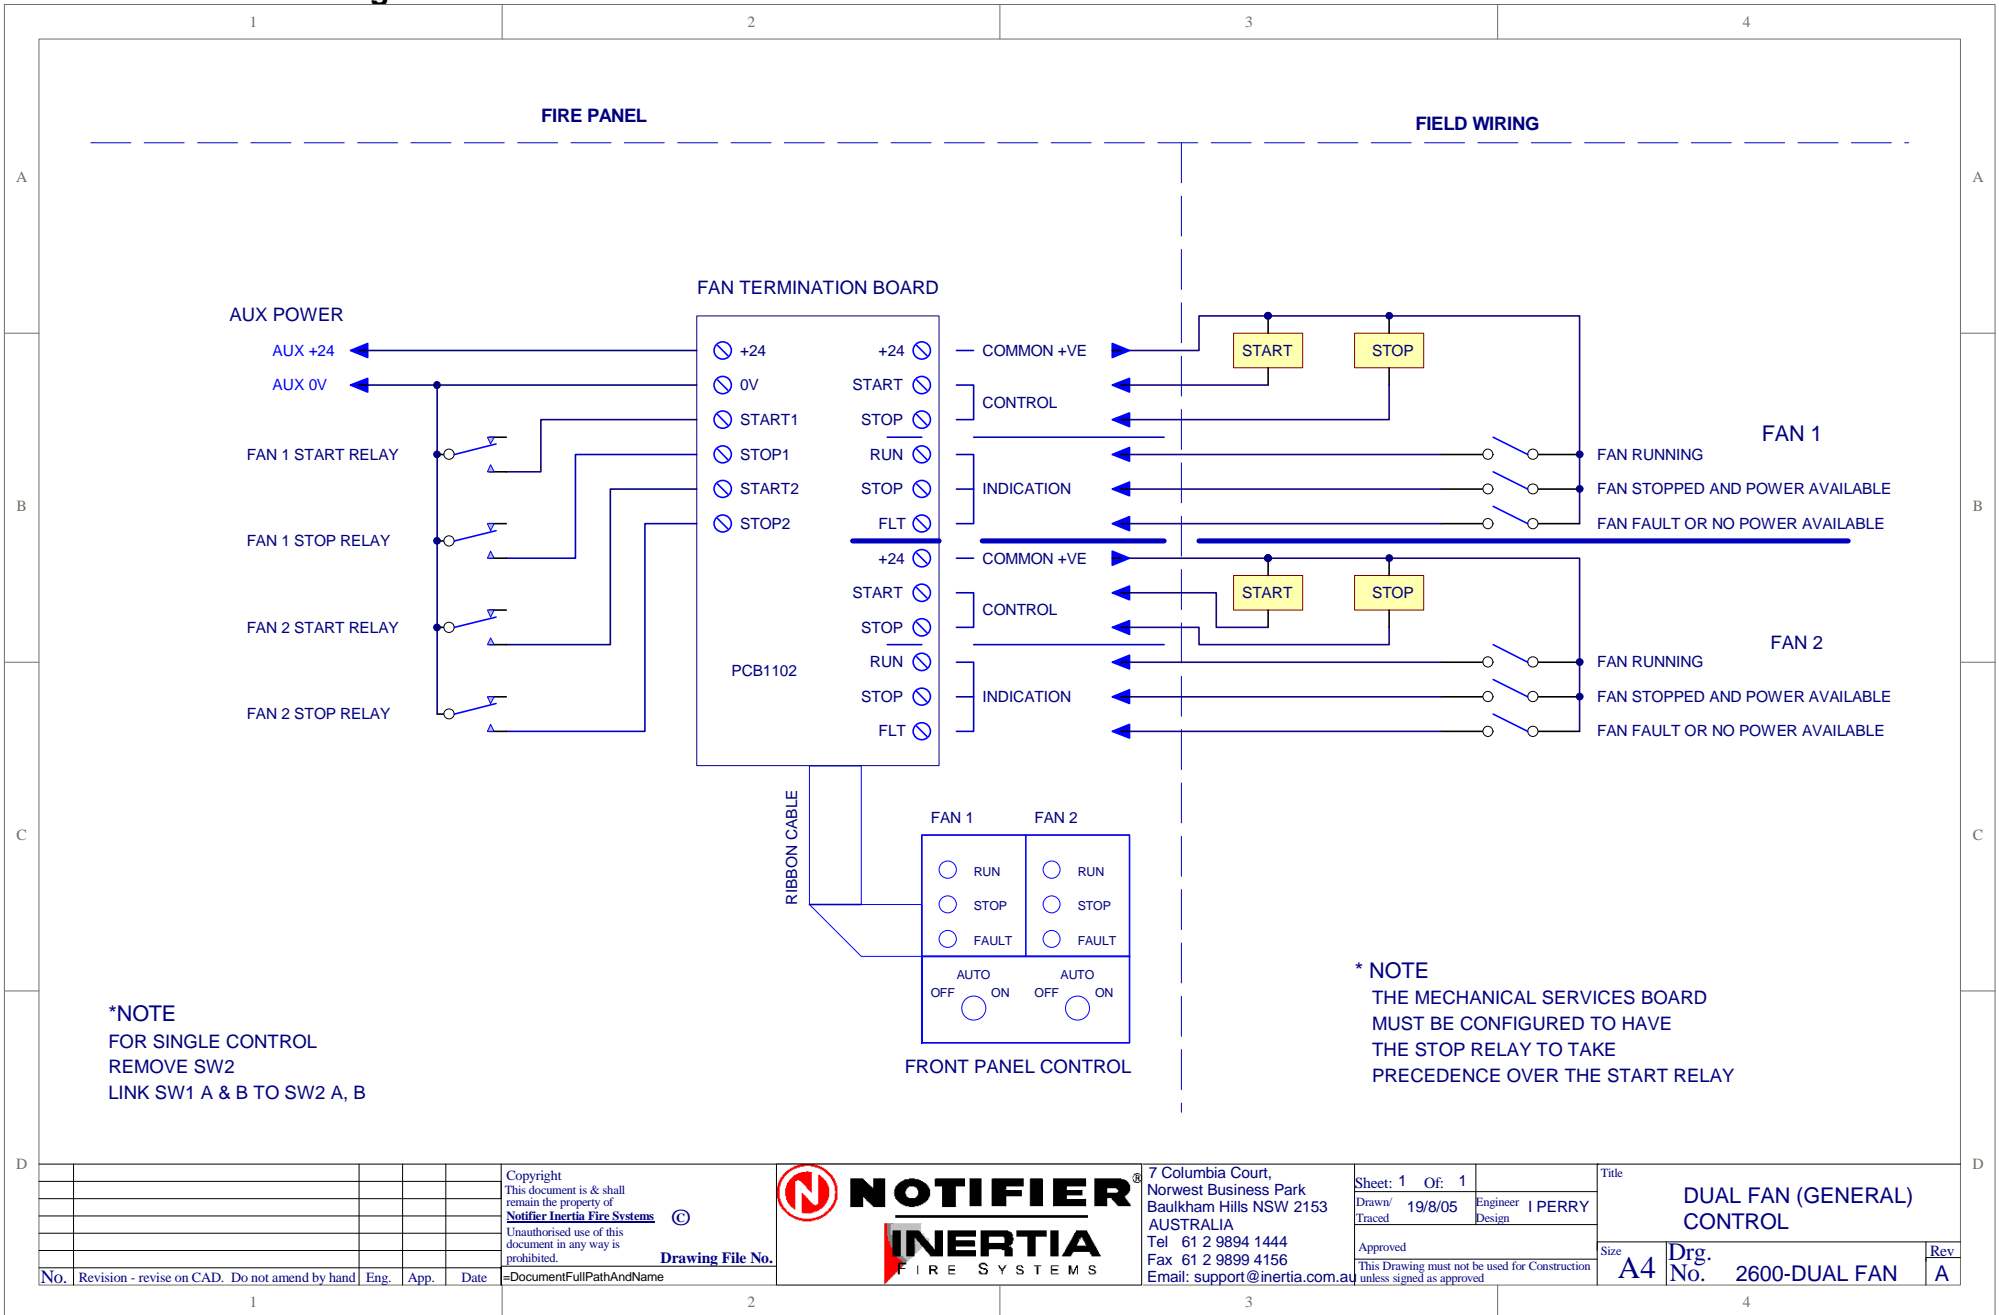 1 2 3 4
FIRE PANEL
FIELD WIRING
A A
FAN TERMINATION BOARD
AUX POWER
AUX +24
AUX 0V
FAN 1 START RELAY
FAN 1 STOP RELAY
FAN 2 START RELAY
FAN 2 STOP RELAY
+24
0V
START1
STOP1
START2
STOP2
PCB1102
+24
START
STOP
RUN
STOP
FLT
+24
START
STOP
RUN
STOP
FLT
COMMON +VE
CONTROL
INDICATION
COMMON +VE
CONTROL
INDICATION
START STOP
FAN 1
FAN RUNNING
FAN STOPPED AND POWER AVAILABLE
FAN FAULT OR NO POWER AVAILABLE
START STOP
FAN 2
FAN RUNNING
FAN STOPPED AND POWER AVAILABLE
FAN FAULT OR NO POWER AVAILABLE
B B
RIBBON CABLE
FAN 1 FAN 2
RUN RUN
STOP STOP
FAULT FAULT
AUTO AUTO
OFF ON OFF ON
FRONT PANEL CONTROL
C C
*NOTE
FOR SINGLE CONTROL
REMOVE SW2
LINK SW1 A & B TO SW2 A, B
* NOTE
THE MECHANICAL SERVICES BOARD
MUST BE CONFIGURED TO HAVE
THE STOP RELAY TO TAKE
PRECEDENCE OVER THE START RELAY
D D
No. Revision - revise on CAD. Do not amend by hand Eng. App. Date
Copyright
This document is & shall
remain the property of
Notifier Inertia Fire Systems ©
Unauthorised use of this
document in any way is
prohibited. Drawing File No.
=DocumentFullPathAndName
N NOTIFIER®
INERTIA
FIRE SYSTEMS
7 Columbia Court,
Norwest Business Park
Baulkham Hills NSW 2153
AUSTRALIA
Tel 61 2 9894 1444
Fax 61 2 9899 4156
Email: support@inertia.com.au
Sheet: 1 Of: 1
Drawn/
Traced 19/8/05
Engineer
Design I PERRY
Approved
This Drawing must not be used for Construction
unless signed as approved
Title
DUAL FAN (GENERAL)
CONTROL
Size
A4
Drg.
No. 2600-DUAL FAN
Rev
A
1 2 3 4